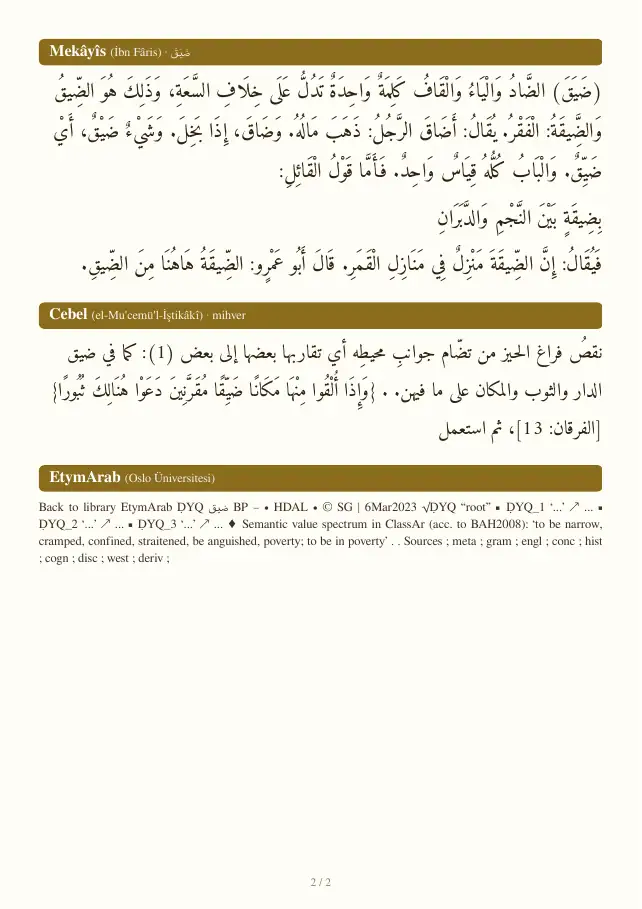 Mekâyîs (İbn Fâris) · ضَيَقَ
(ضَيَقَ) الضَّادُ وَالْيَاءُ وَالْقَافُ كَلِمَةٌ وَاحِدَةٌ تَدُلُّ عَلَى خِلَافِ السَّعَةِ، وَذَلِكَ هُوَ الضِّيقُ
وَالضَّيْقَةُ: الْفَقْرُ. يُقَالُ: أَضَاقَ الرَّجُلُ: ذَهَبَ مَالُهُ. وَضَاقَ، إِذَا بَخِلَ. وَشَيْءٌ ضَيْقٌ، أَيْ
ضَيِّقٌ. وَالْبَابُ كُلُّهُ قِيَاسٌ وَاحِدٌ. فَأَمَّا قَوْلُ الْقَائِلِ:
بِضِيقَةٍ بَيْنَ النَّجْمِ وَالدَّبَرَانِ
فَيُقَالُ: إِنَّ الضِّيقَةَ مَنْزِلٌ فِي مَنَازِلِ الْقَمَرِ. قَالَ أَبُو عَمْرٍو: الضِّيقَةُ هَاهُنَا مِنَ الضِّيقِ.
Cebel (el-Mu'cemü'l-İştikâkî) · mihver
نقصُ فراغ الحيز من تضّام جوانبِ محيطِه أي تقاربها بعضها إلى بعض (1): كما في ضيق
الدار والثوب والمكان على ما فيهن. . {وَإِذَا أُلْقُوا مِنْهَا مَكَانًا ضَيِّقًا مُقَرَّنِينَ دَعَوْا هُنَالِكَ ثُبُورًا}
[الفرقان: 13]، ثم استعمل
EtymArab (Oslo Üniversitesi)
Back to library EtymArab ḌYQ ضيق BP – • HDAL • © SG | 6Mar2023 √ḌYQ “root” ▪ ḌYQ_1 ‘...’ ↗ ... ▪
ḌYQ_2 ‘...’ ↗ ... ▪ ḌYQ_3 ‘...’ ↗ ... ♦ Semantic value spectrum in ClassAr (acc. to BAH2008): ‘to be narrow,
cramped, confined, straitened, be anguished, poverty; to be in poverty’ . . Sources ; meta ; gram ; engl ; conc ; hist
; cogn ; disc ; west ; deriv ;
2 / 2